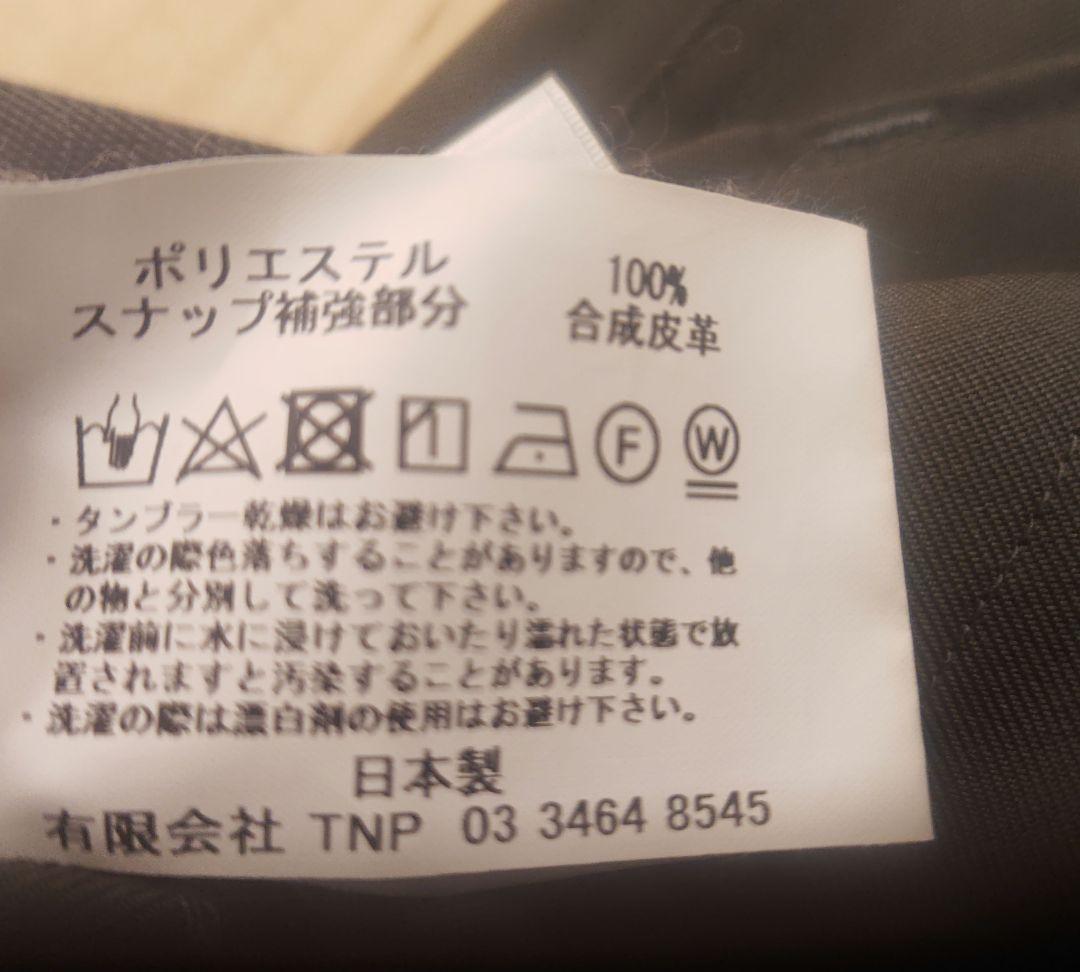 ポリエステル 100%
スナップ補強部分 合成皮革
F W
・タンブラー乾燥はお避け下さい。
・洗濯の際色落ちすることがありますので、他
の物と分別して洗って下さい。
・洗濯前に水に浸けておいたり濡れた状態で放
置されますと汚染することがあります。
・洗濯の際は漂白剤の使用はお避け下さい。
日本製
有限会社 TNP 03 3464 8545